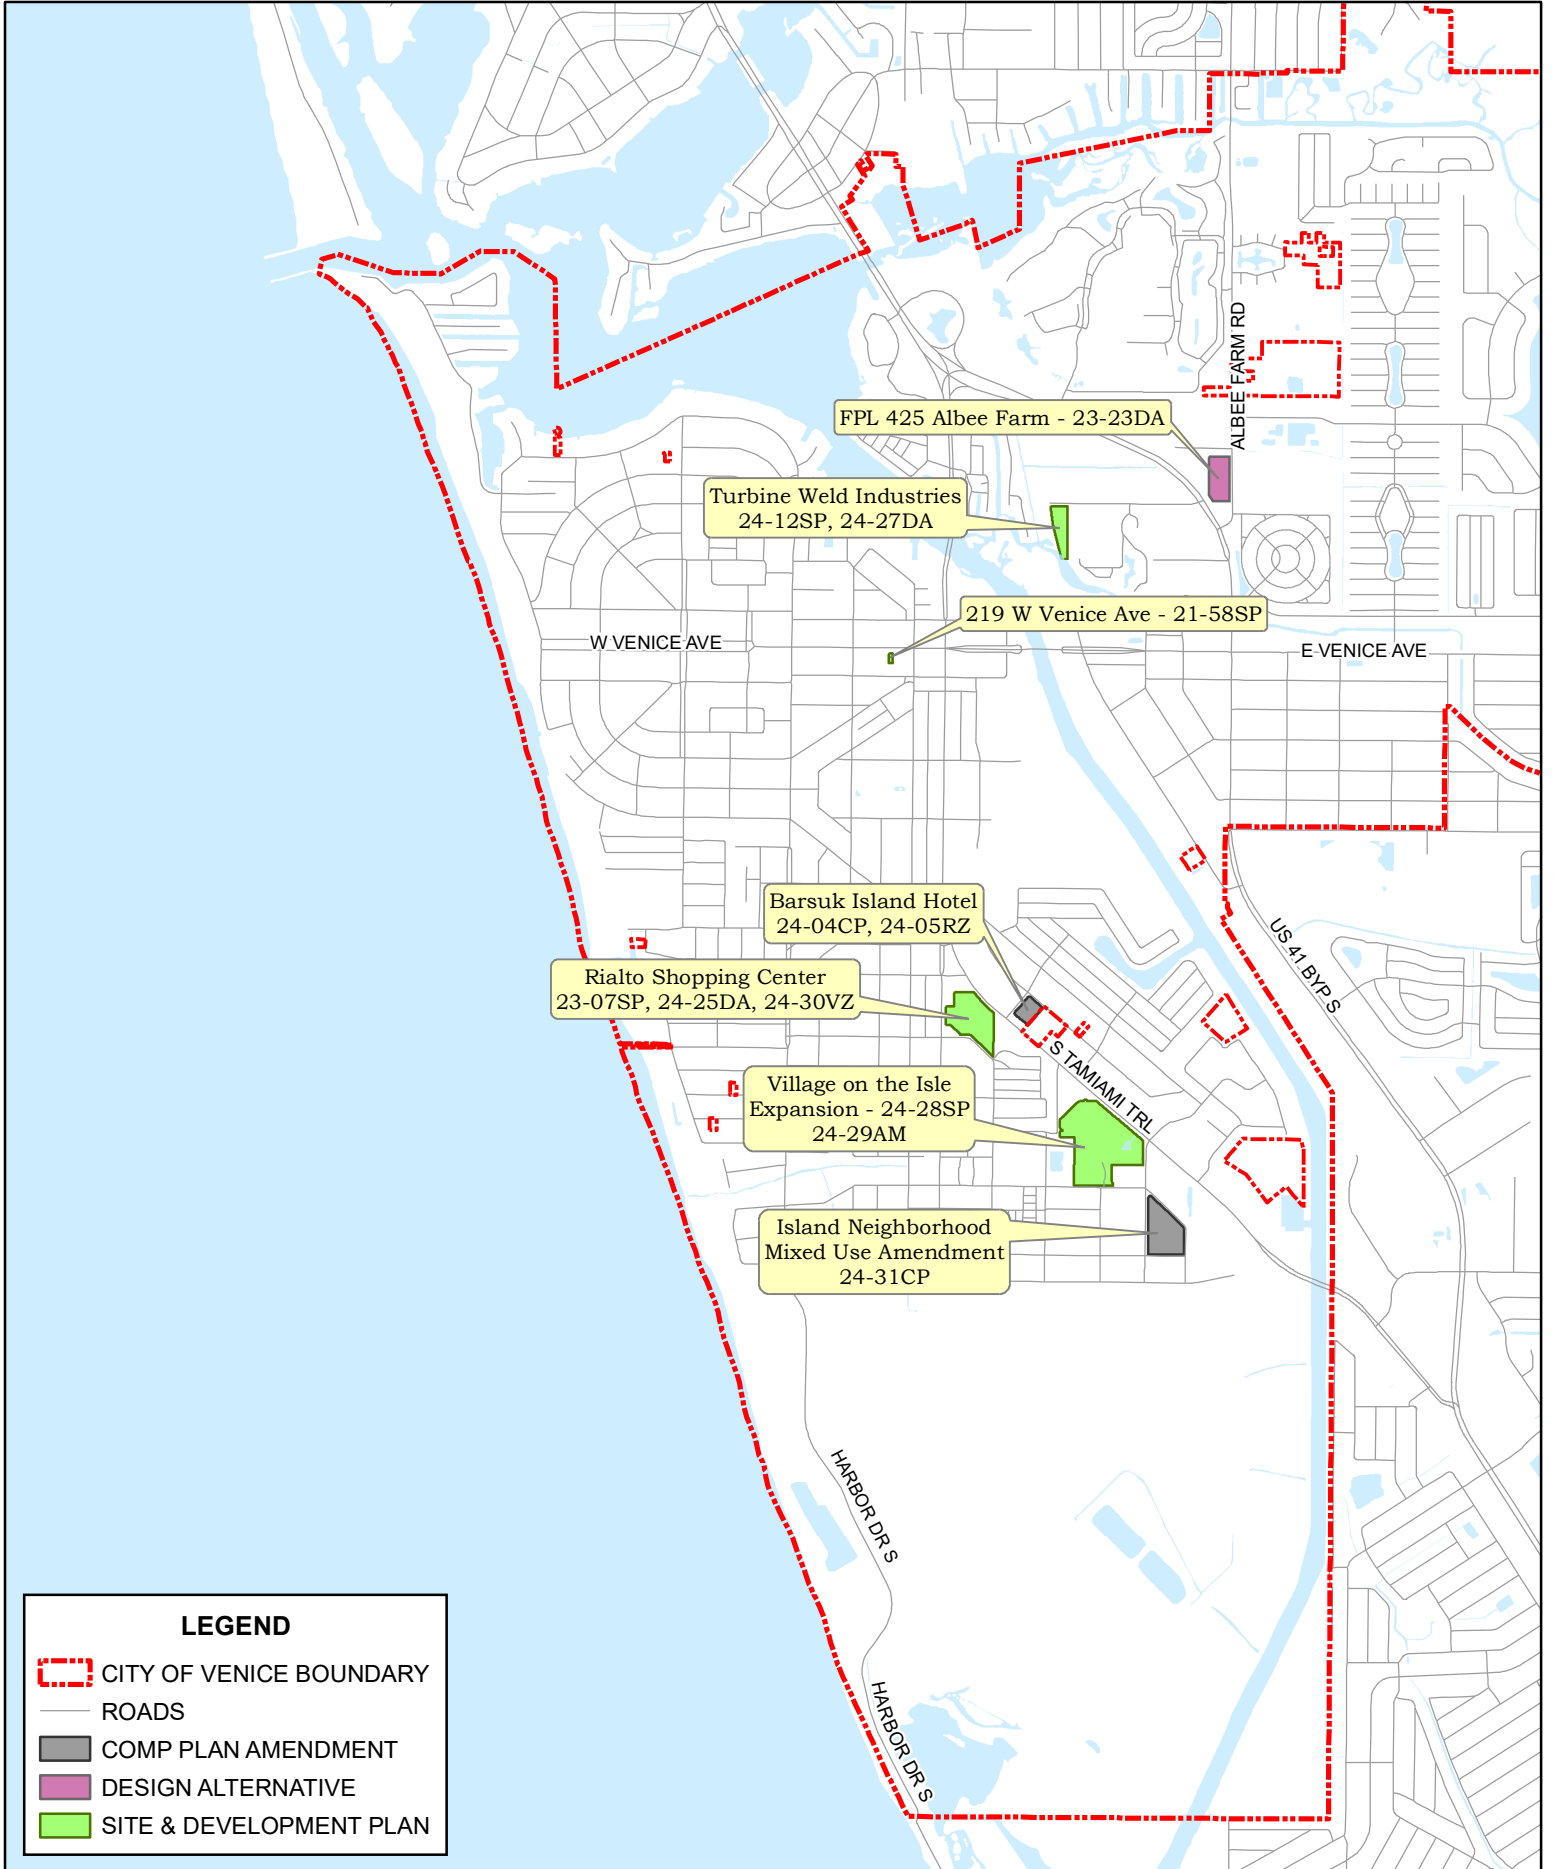 ALBEE FARM RD
FPL 425 Albee Farm - 23-23DA
Turbine Weld Industries
24-12SP, 24-27DA
219 W Venice Ave - 21-58SP
W VENICE AVE
E VENICE AVE
Barsuk Island Hotel
24-04CP, 24-05RZ
US 41 BYP S
Rialto Shopping Center
23-07SP, 24-25DA, 24-30VZ
S TAMIAMI TRL
Village on the Isle
Expansion - 24-28SP
24-29AM
Island Neighborhood
Mixed Use Amendment
24-31CP
HARBOR DR S
HARBOR DR S
LEGEND
CITY OF VENICE BOUNDARY
ROADS
COMP PLAN AMENDMENT
DESIGN ALTERNATIVE
SITE & DEVELOPMENT PLAN